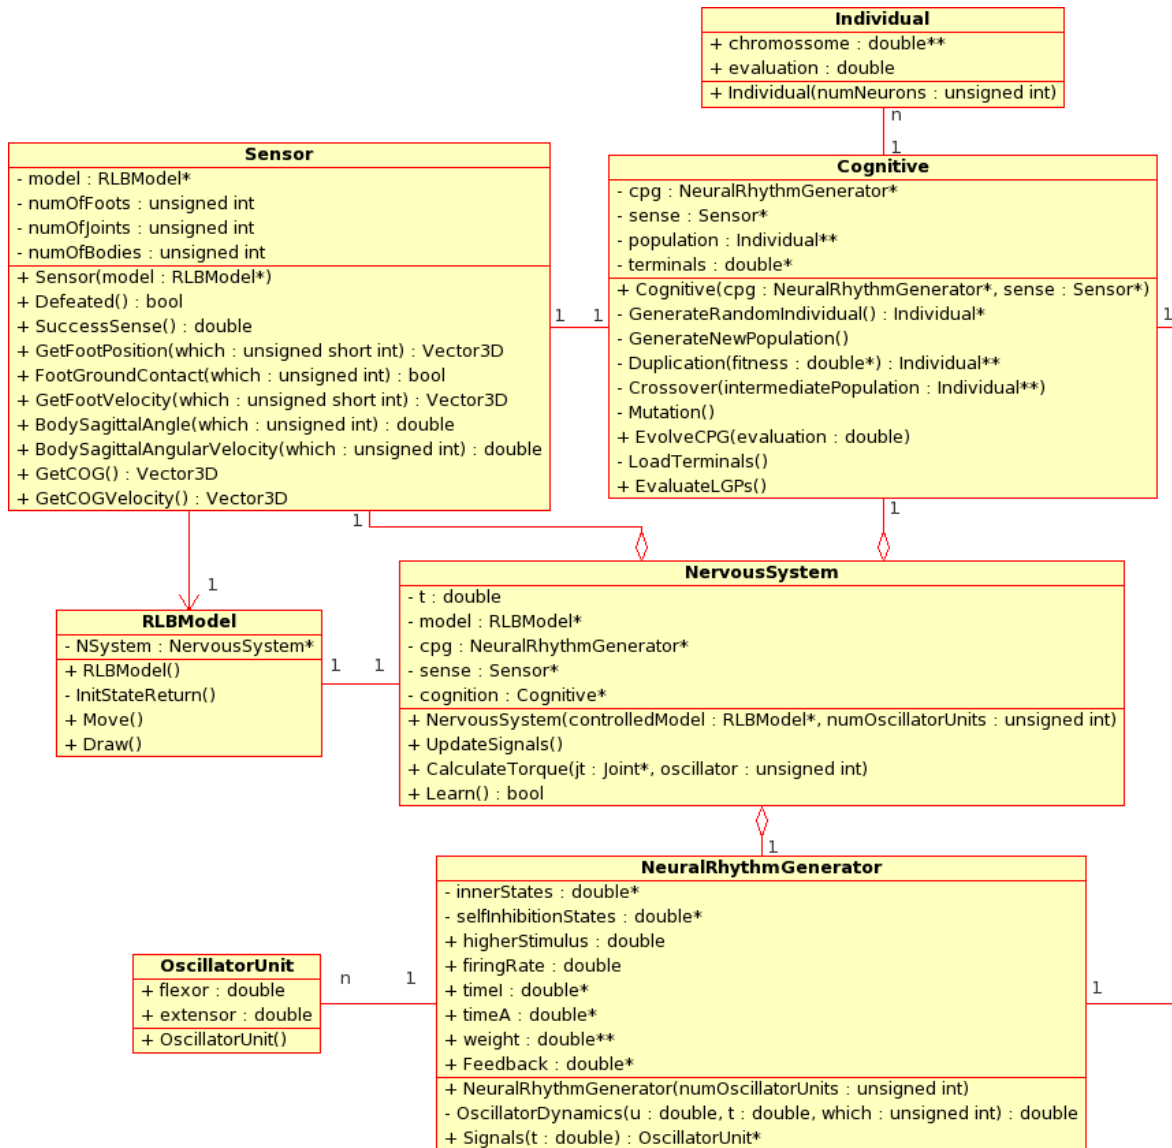 Individual
+ chromossome : double**
+ evaluation : double
+ Individual(numNeurons : unsigned int)
n
1
Sensor
- model : RLBModel*
- numOfFoots : unsigned int
- numOfJoints : unsigned int
- numOfBodies : unsigned int
+ Sensor(model : RLBModel*)
+ Defeated() : bool
+ SuccessSense() : double
+ GetFootPosition(which : unsigned short int) : Vector3D
+ FootGroundContact(which : unsigned int) : bool
+ GetFootVelocity(which : unsigned short int) : Vector3D
+ BodySagittalAngle(which : unsigned int) : double
+ BodySagittalAngularVelocity(which : unsigned int) : double
+ GetCOG() : Vector3D
+ GetCOGVelocity() : Vector3D
1 1
Cognitive
- cpg : NeuralRhythmGenerator*
- sense : Sensor*
- population : Individual**
- terminals : double*
+ Cognitive(cpg : NeuralRhythmGenerator*, sense : Sensor*)
- GenerateRandomIndividual() : Individual*
- GenerateNewPopulation()
- Duplication(fitness : double*) : Individual**
- Crossover(intermediatePopulation : Individual**)
- Mutation()
+ EvolveCPG(evaluation : double)
- LoadTerminals()
+ EvaluateLGPs()
1
1
1
1
RLBModel
- NSystem : NervousSystem*
+ RLBModel()
- InitStateReturn()
+ Move()
+ Draw()
1 1
NervousSystem
- t : double
- model : RLBModel*
- cpg : NeuralRhythmGenerator*
- sense : Sensor*
- cognition : Cognitive*
+ NervousSystem(controlledModel : RLBModel*, numOscillatorUnits : unsigned int)
+ UpdateSignals()
+ CalculateTorque(jt : Joint*, oscillator : unsigned int)
+ Learn() : bool
1
OscillatorUnit
+ flexor : double
+ extensor : double
+ OscillatorUnit()
n 1
NeuralRhythmGenerator
- innerStates : double*
- selfInhibitionStates : double*
+ higherStimulus : double
+ firingRate : double
+ timeI : double*
+ timeA : double*
+ weight : double**
+ Feedback : double*
+ NeuralRhythmGenerator(numOscillatorUnits : unsigned int)
- OscillatorDynamics(u : double, t : double, which : unsigned int) : double
+ Signals(t : double) : OscillatorUnit*
1